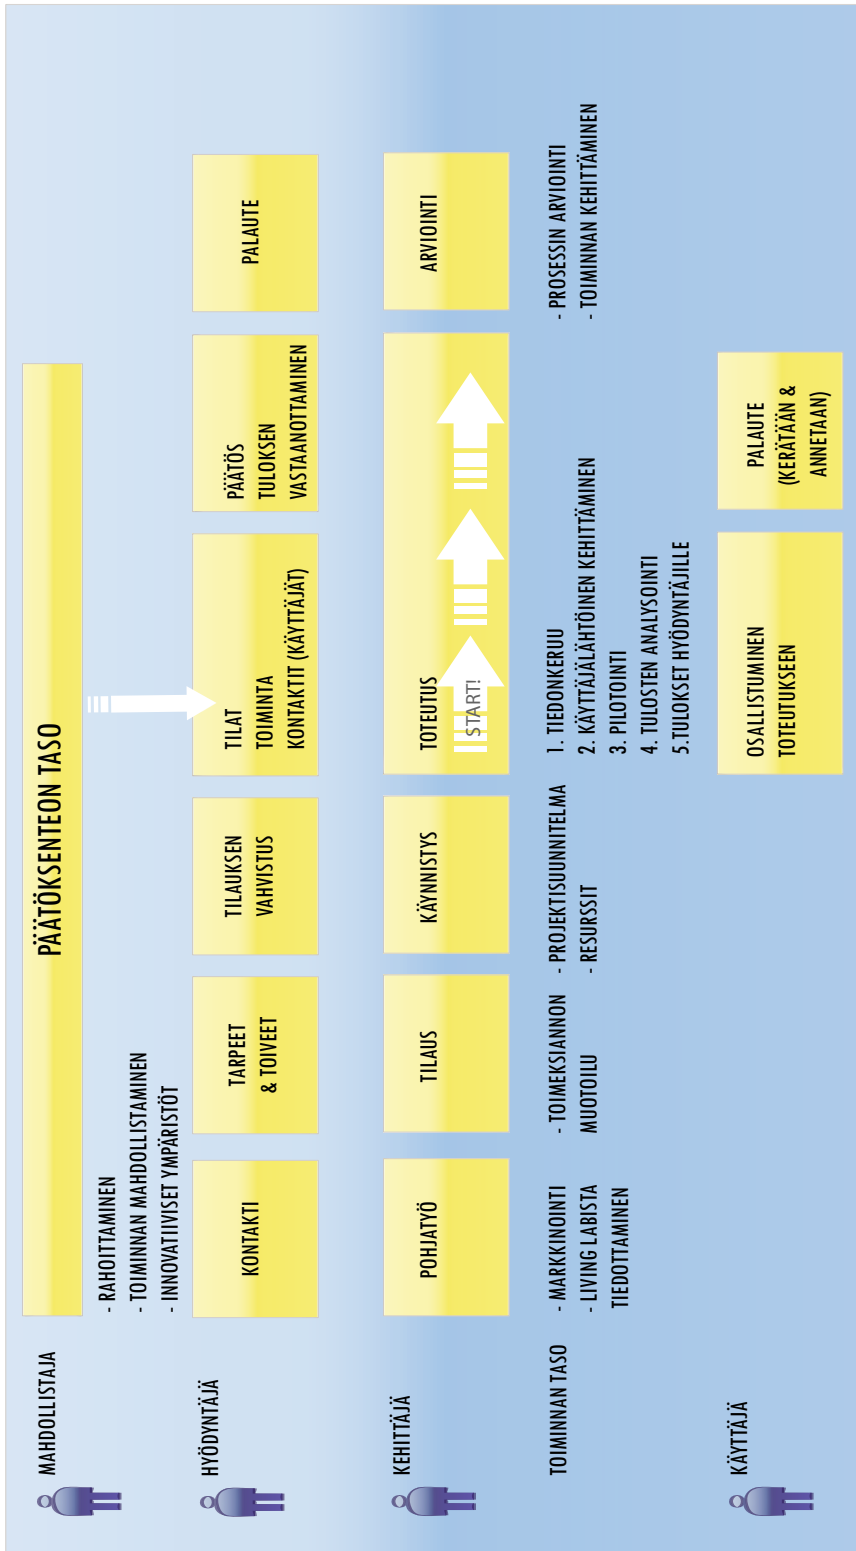 MAHDOLLISTAJA
PÄÄTÖKSENTEON TASO
- RAHOITTAMINEN
- TOIMINNAN MAHDOLLISTAMINEN
- INNOVATIIVISET YMPÄRISTÖT
HYÖDYNTÄJÄ
KONTAKTI
TARPEET
& TOIVEET
TILAUKSEN
VAHVISTUS
TILAT
TOIMINTA
KONTAKTIT (KÄYTTÄJÄT)
PÄÄTÖS
TULOKSEN
VASTAANOTTAMINEN
PALAUTE
KEHITTÄJÄ
POHJATYÖ
TILAUS
KÄYNNISTYS
TOTEUTUS
START!
ARVIOINTI
TOIMINNAN TASO
- MARKKINOINTI
- LIVING LABISTA
TIEDOTTAMINEN
- TOIMEKSIANNON
MUOTOILU
- PROJEKTISUUNNITELMA
- RESURSSIT
1. TIEDONKERUU
2. KÄYTTÄJÄLÄHTÖINEN KEHITTÄMINEN
3. PILOTOINTI
4. TULOSTEN ANALYSOINTI
5.TULOKSET HYÖDYNTÄJILLE
- PROSESSIN ARVIOINTI
- TOIMINNAN KEHITTÄMINEN
KÄYTTÄJÄ
OSALLISTUMINEN
TOTEUTUKSEEN
PALAUTE
(KERÄTÄÄN &
ANNETAAN)